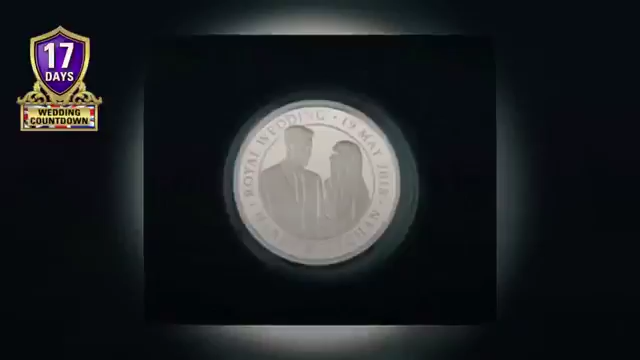 17
DAYS
WEDDING
COUNTDOWN
ROYAL WEDDING · 19 MAY 2018 ·